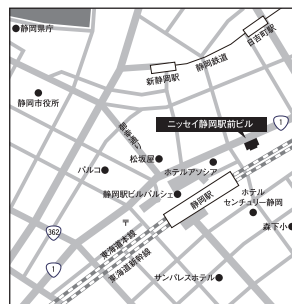 静岡県庁
日吉町駅
静岡鉄道
新静岡駅
静岡市役所
御幸通り
1
ニッセイ静岡駅前ビル
松坂屋
パルコ
ホテルアソシア
静岡駅ビルパルシェ
静岡駅
ホテル
センチュリー静岡
森下小
〒
362
東海道本線
東海道新幹線
1
サンパレスホテル